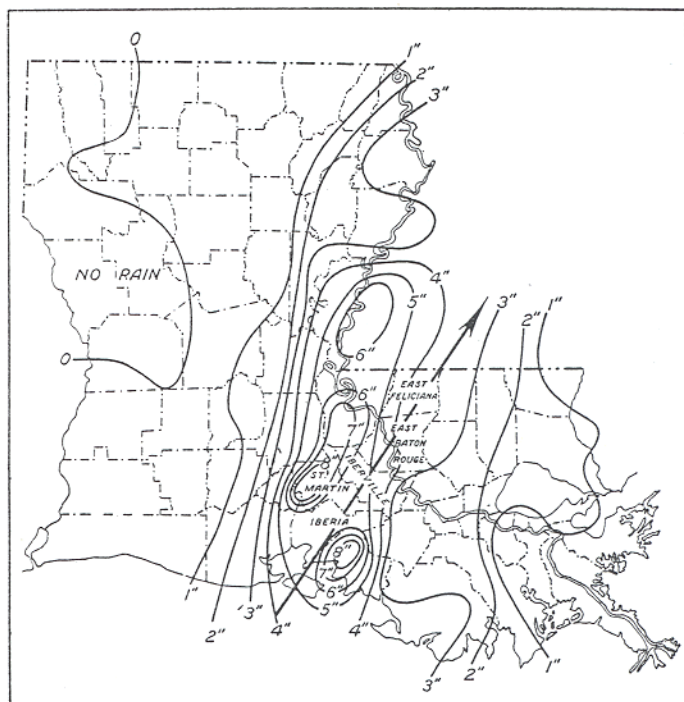 0
1"
2"
3"
NO RAIN
4"
5"
3"
2"
1"
0
6"
EAST
FELICIANA
6"
7"
EAST
BATON
ROUGE
8"
IBERVILLE
ST.
MARTIN
IBERIA
8"
7"
6"
5"
1"
2"
'3"
4"
4"
3"
2"
1"